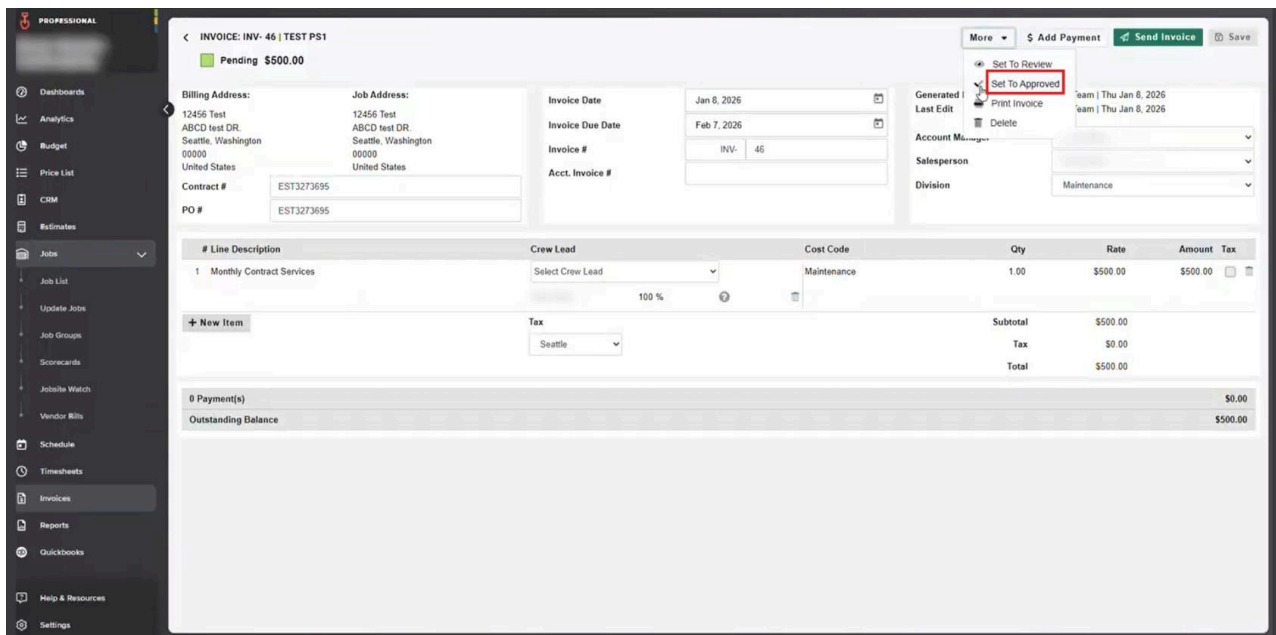 PROFESSIONAL
Dashboards
Analytics
Budget
Price List
CRM
Estimates
Jobs
Job List
Update Jobs
Job Groups
Scorecards
Jobsite Watch
Vendor Bills
Schedule
Timesheets
Invoices
Reports
Quickbooks
Help & Resources
Settings
INVOICE: INV- 46 | TEST PS1
Pending $500.00
More $ Add Payment Send Invoice Save
Set To Review
Set To Approved
Print Invoice
Delete
Billing Address: Job Address:
12456 Test 12456 Test
ABCD test DR. ABCD test DR.
Seattle, Washington Seattle, Washington
00000 00000
United States United States
Contract # EST3273695
PO # EST3273695
Invoice Date Jan 8, 2026
Invoice Due Date Feb 7, 2026
Invoice # INV- 46
Acct. Invoice #
Generated eam | Thu Jan 8, 2026
Last Edit eam | Thu Jan 8, 2026
Account
Salesperson
Division Maintenance
# Line Description Crew Lead Cost Code Qty Rate Amount Tax
1 Monthly Contract Services Select Crew Lead Maintenance 1.00 $500.00 $500.00
100 %
+ New Item Tax Subtotal $500.00
Seattle Tax $0.00
Total $500.00
0 Payment(s) $0.00
Outstanding Balance $500.00